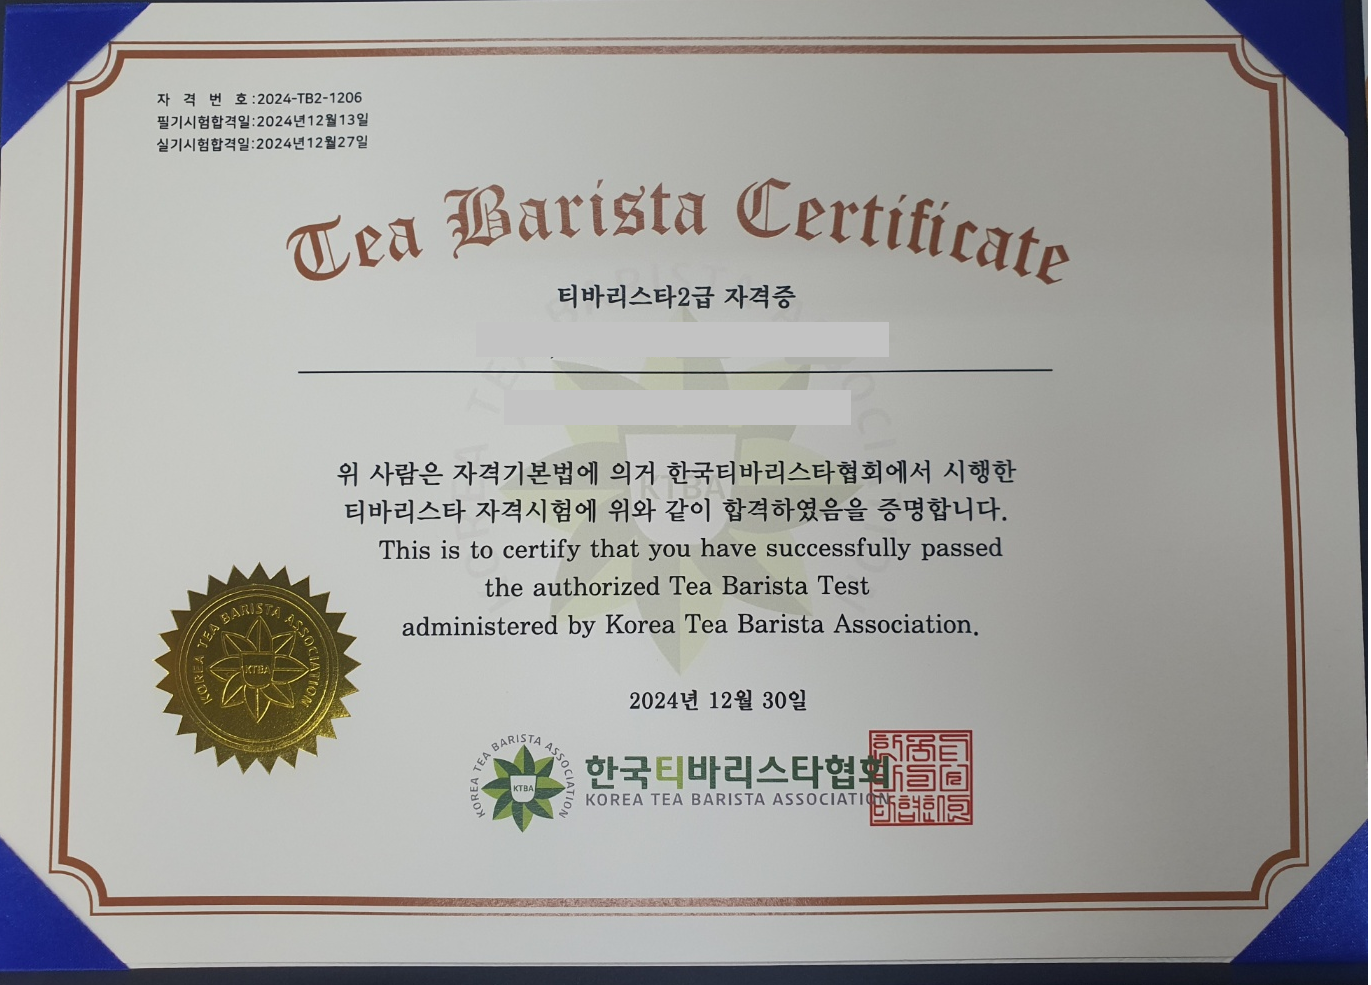 자 격 번 호:2024-TB2-1206
필기시험합격일:2024년12월13일
실기시험합격일:2024년12월27일
Tea Barista Certificate
티바리스타2급 자격증
위 사람은 자격기본법에 의거 한국티바리스타협회에서 시행한
티바리스타 자격시험에 위와 같이 합격하였음을 증명합니다.
This is to certify that you have successfully passed
the authorized Tea Barista Test
administered by Korea Tea Barista Association.
KOREA TEA BARISTA ASSOCIATION
KTBA
2024년 12월 30일
KOREA TEA BARISTA ASSOCIATION
KTBA
한국티바리스타협회
KOREA TEA BARISTA ASSOCIATION